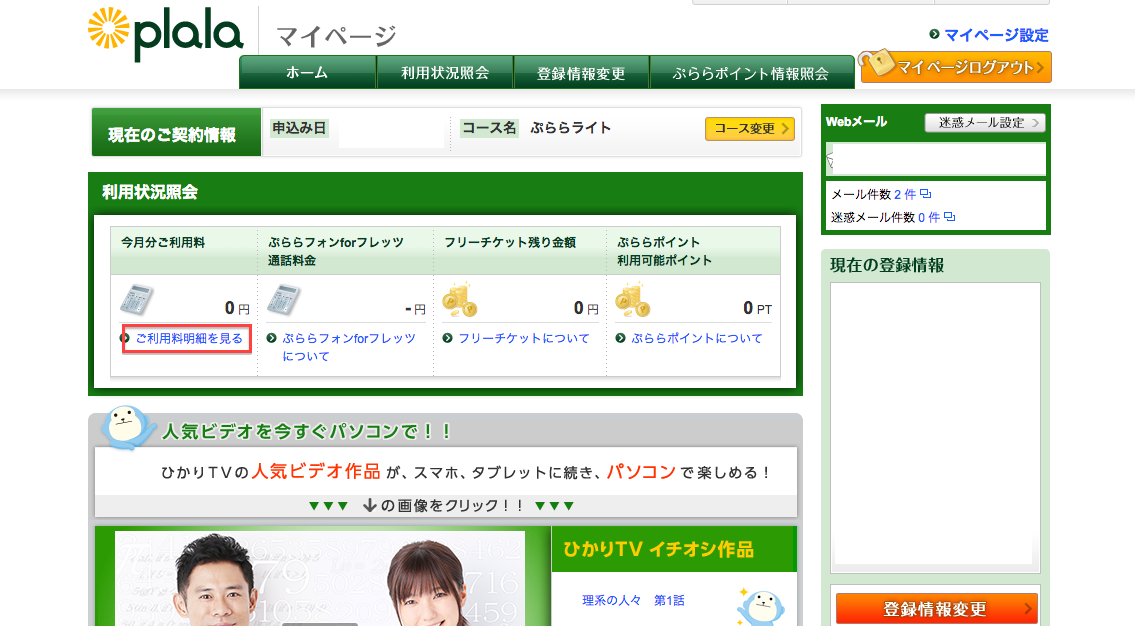 plala
マイページ
マイページ設定
ホーム
利用状況照会
登録情報変更
ぷららポイント情報照会
マイページログアウト
現在のご契約情報
申込み日
コース名 ぷららライト
コース変更
Webメール
迷惑メール設定
メール件数 2 件
迷惑メール件数 0 件
利用状況照会
今月分ご利用料
0 円
ご利用料明細を見る
ぷららフォンforフレッツ
通話料金
- 円
ぷららフォンforフレッツ
について
フリーチケット残り金額
0 円
フリーチケットについて
ぷららポイント
利用可能ポイント
0 PT
ぷららポイントについて
現在の登録情報
登録情報変更
人気ビデオを今すぐパソコンで！！
ひかりTVの人気ビデオ作品が、スマホ、タブレットに続き、パソコンで楽しめる！
▼▼▼ ↓の画像をクリック！！ ▼▼▼
ひかりTV イチオシ作品
理系の人々 第1話